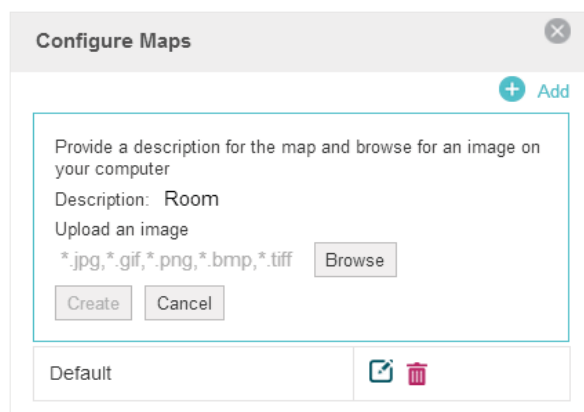 Configure Maps
Add
Provide a description for the map and browse for an image on
your computer
Description: Room
Upload an image
*.jpg,*.gif,*.png,*.bmp,*.tiff Browse
Create Cancel
Default